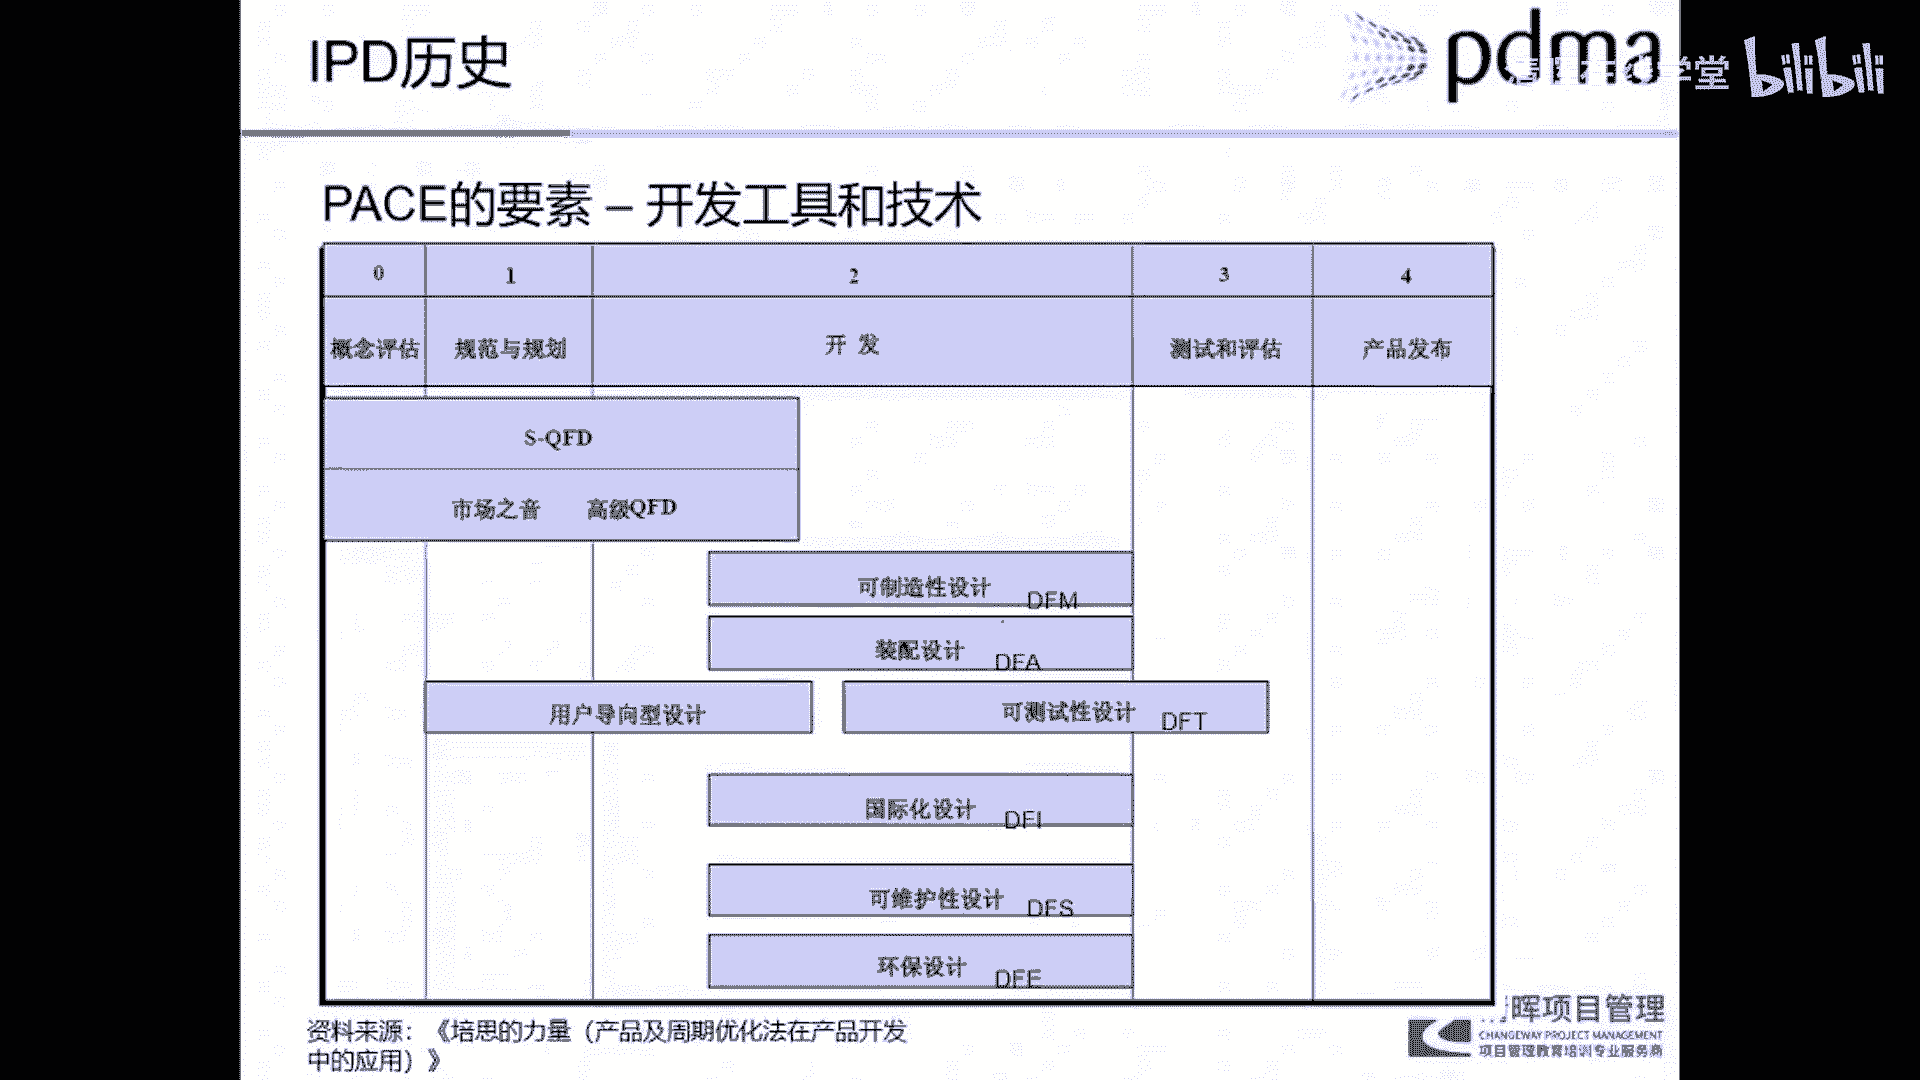 IPD历史
pdma
学堂 bilibili
PACE的要素 – 开发工具和技术
0 1 2 3 4
概念评估 规范与规划 开 发 测试和评估 产品发布
S-QFD
市场之音 高级QFD
可制造性设计 DFM
装配设计 DFA
用户导向型设计 可测试性设计 DFT
国际化设计 DFI
可维护性设计 DFS
环保设计 DFE
资料来源：《培思的力量（产品及周期优化法在产品开发
中的应用）》
晖项目管理
CHANGEWAY PROJECT MANAGEMENT
项目管理教育培训专业服务商